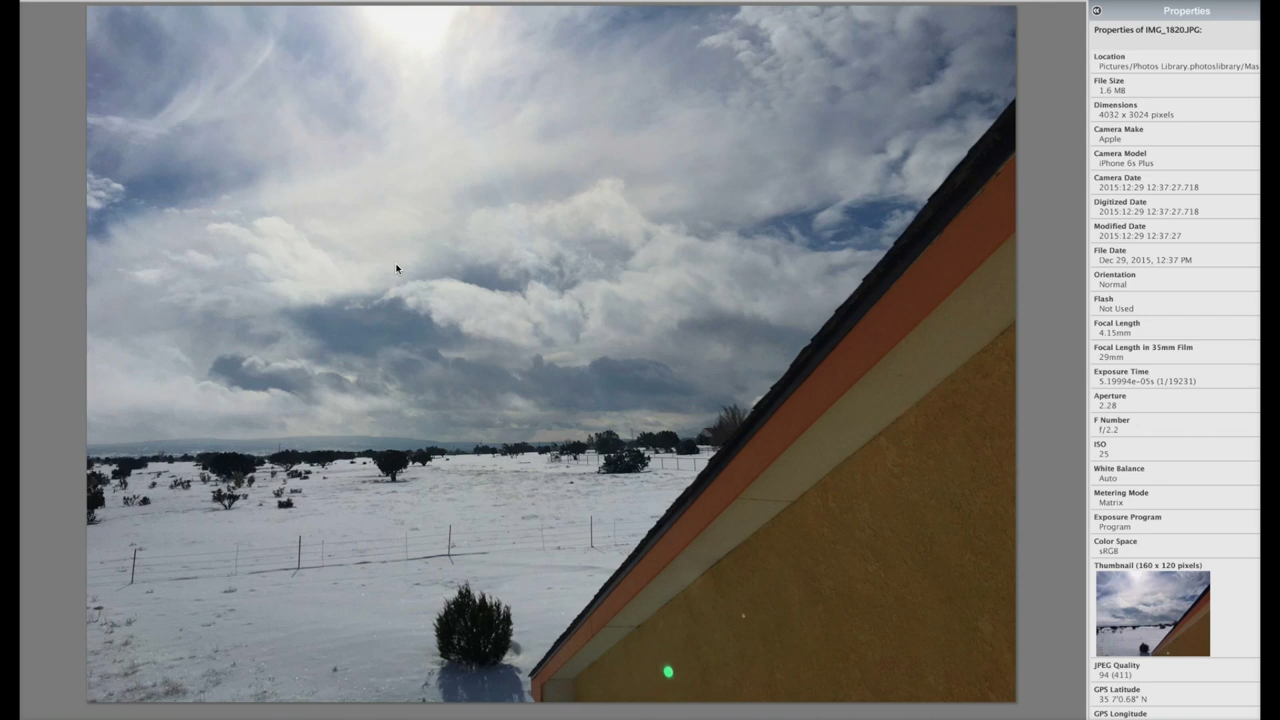 Properties
Properties of IMG_1820.JPG:
Location
Pictures/Photos Library.photoslibrary/Mas
File Size
1.6 MB
Dimensions
4032 x 3024 pixels
Camera Make
Apple
Camera Model
iPhone 6s Plus
Camera Date
2015:12:29 12:37:27.718
Digitized Date
2015:12:29 12:37:27.718
Modified Date
2015:12:29 12:37:27
File Date
Dec 29, 2015, 12:37 PM
Orientation
Normal
Flash
Not Used
Focal Length
4.15mm
Focal Length in 35mm Film
29mm
Exposure Time
5.19994e-05s (1/19231)
Aperture
2.28
F Number
f/2.2
ISO
25
White Balance
Auto
Metering Mode
Matrix
Exposure Program
Program
Color Space
sRGB
Thumbnail (160 x 120 pixels)
JPEG Quality
94 (411)
GPS Latitude
35 7'0.68" N
GPS Longitude